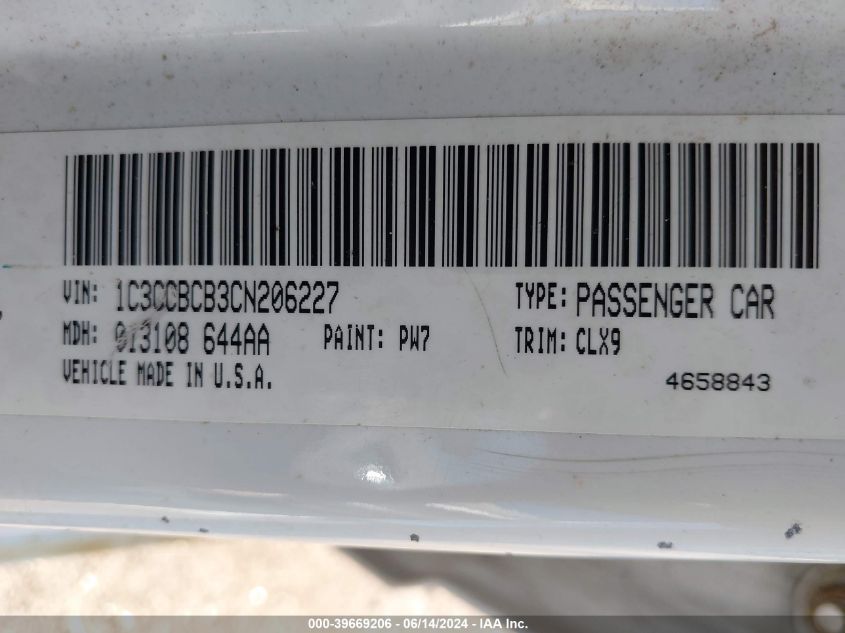 VIN: 1C3CCBCB3CN206227 TYPE: PASSENGER CAR
MDH: 013108 644AA PAINT: PW7 TRIM: CLX9
VEHICLE MADE IN U.S.A. 4658843
000-39669206 - 06/14/2024 - IAA Inc.